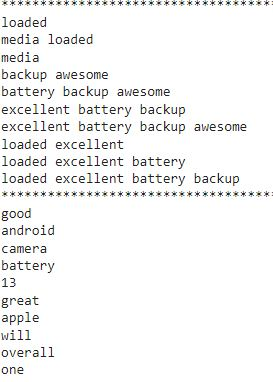 ***********************************
loaded
media loaded
media
backup awesome
battery backup awesome
excellent battery backup
excellent battery backup awesome
loaded excellent
loaded excellent battery
loaded excellent battery backup
***********************************
good
android
camera
battery
13
great
apple
will
overall
one